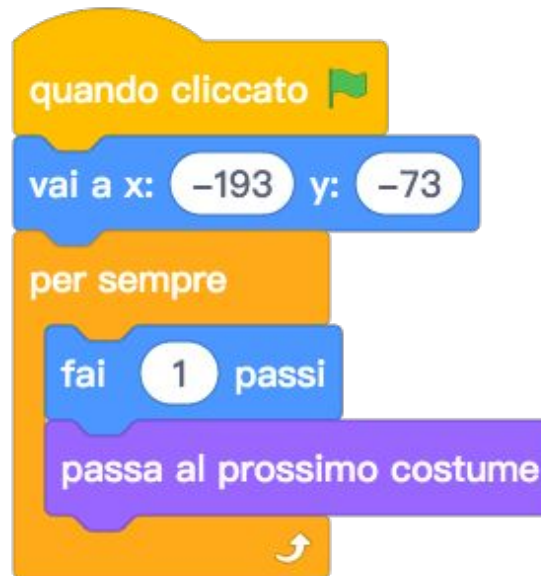 quando cliccato
vai a x: -193 y: -73
per sempre
fai 1 passi
passa al prossimo costume